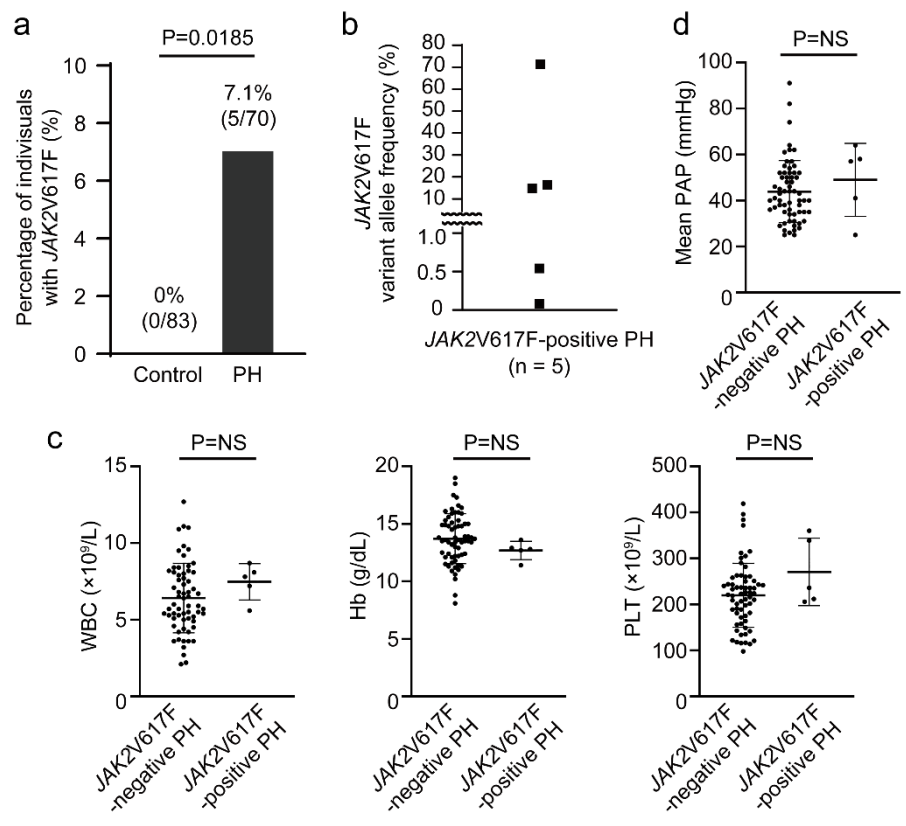 a
P=0.0185
Percentage of indivisuals
with JAK2V617F (%)
10
8
6
4
2
0
7.1%
(5/70)
0%
(0/83)
Control
PH
b
JAK2V617F
variant allele frequency (%)
80
70
60
50
40
30
20
10
1.0
0.5
0
JAK2V617F-positive PH
(n = 5)
d
P=NS
Mean PAP (mmHg)
100
80
60
40
20
0
JAK2V617F
-negative PH
JAK2V617F
-positive PH
c
P=NS
WBC (×10⁹/L)
15
10
5
0
JAK2V617F
-negative PH
JAK2V617F
-positive PH
P=NS
Hb (g/dL)
20
15
10
5
0
JAK2V617F
-negative PH
JAK2V617F
-positive PH
P=NS
PLT (×10⁹/L)
500
400
300
200
100
0
JAK2V617F
-negative PH
JAK2V617F
-positive PH